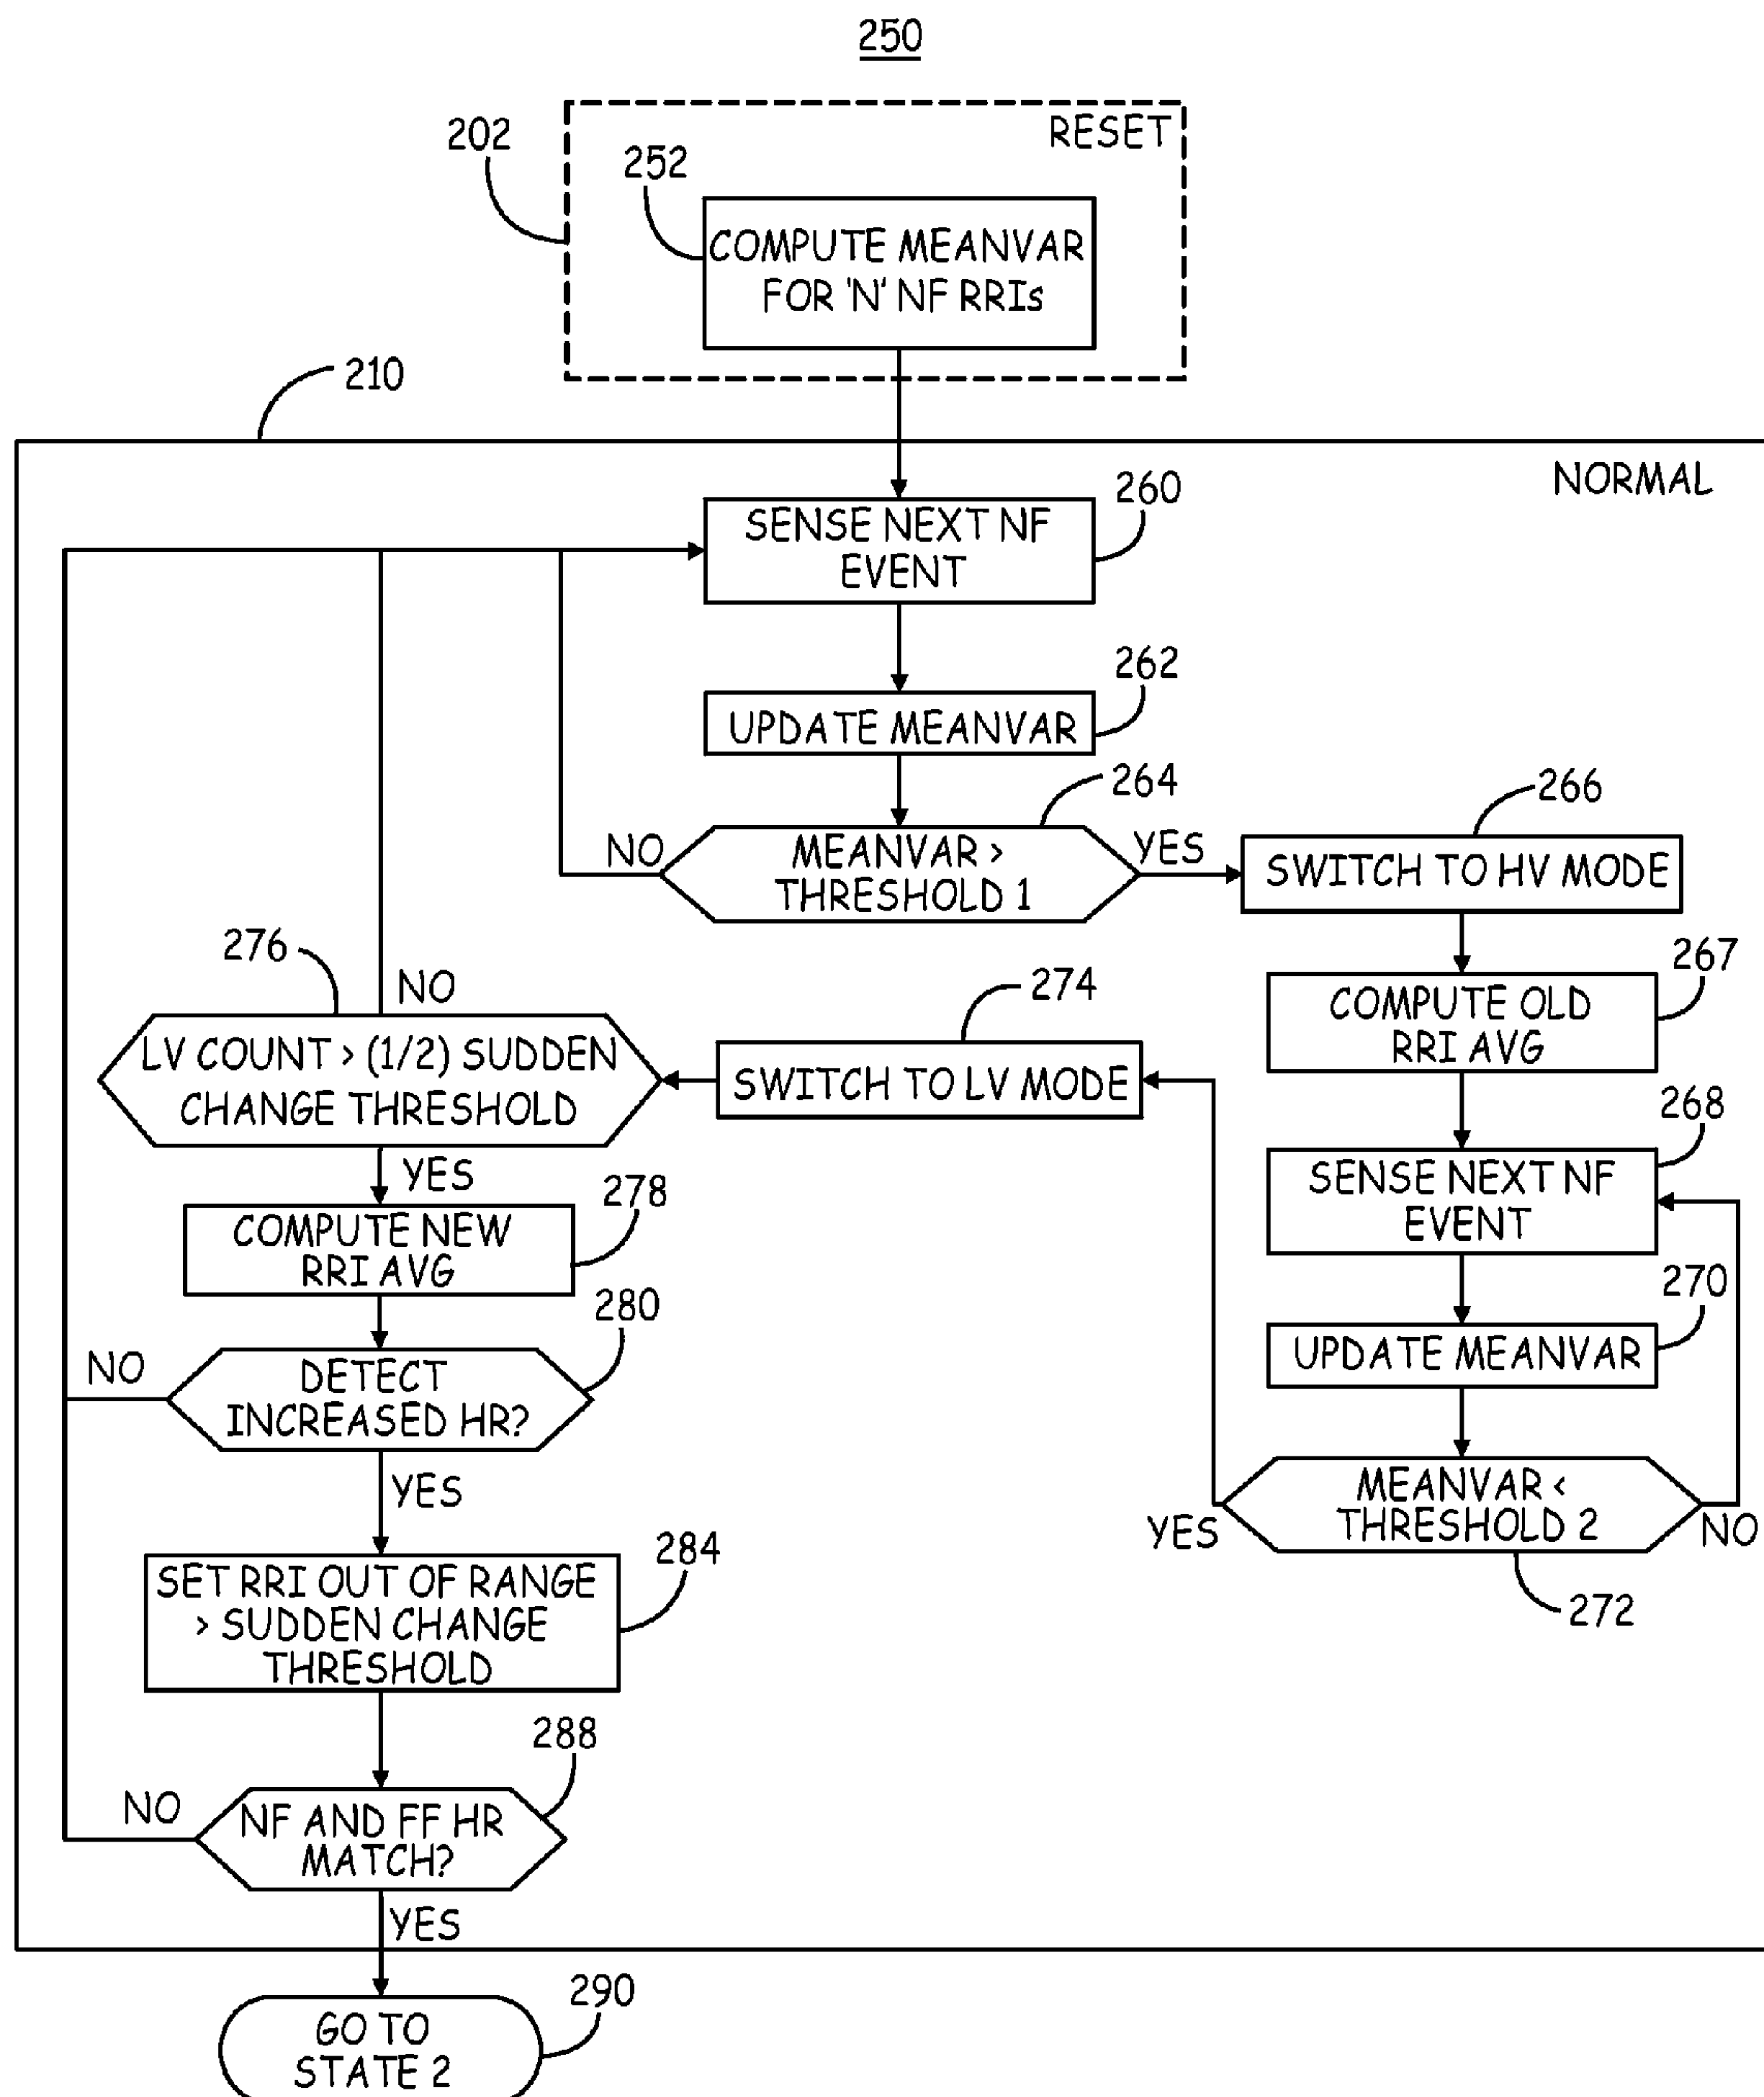 250
202
RESET
252
COMPUTE MEANVAR
FOR 'N' NF RRIs
210
NORMAL
260
SENSE NEXT NF
EVENT
262
UPDATE MEANVAR
264
NO
MEANVAR >
THRESHOLD 1
YES
266
SWITCH TO HV MODE
267
COMPUTE OLD
RRI AVG
268
SENSE NEXT NF
EVENT
270
UPDATE MEANVAR
MEANVAR <
THRESHOLD 2
YES
NO
272
274
SWITCH TO LV MODE
276
NO
LV COUNT > (1/2) SUDDEN
CHANGE THRESHOLD
YES
278
COMPUTE NEW
RRI AVG
280
NO
DETECT
INCREASED HR?
YES
284
SET RRI OUT OF RANGE
> SUDDEN CHANGE
THRESHOLD
288
NO
NF AND FF HR
MATCH?
YES
290
GO TO
STATE 2